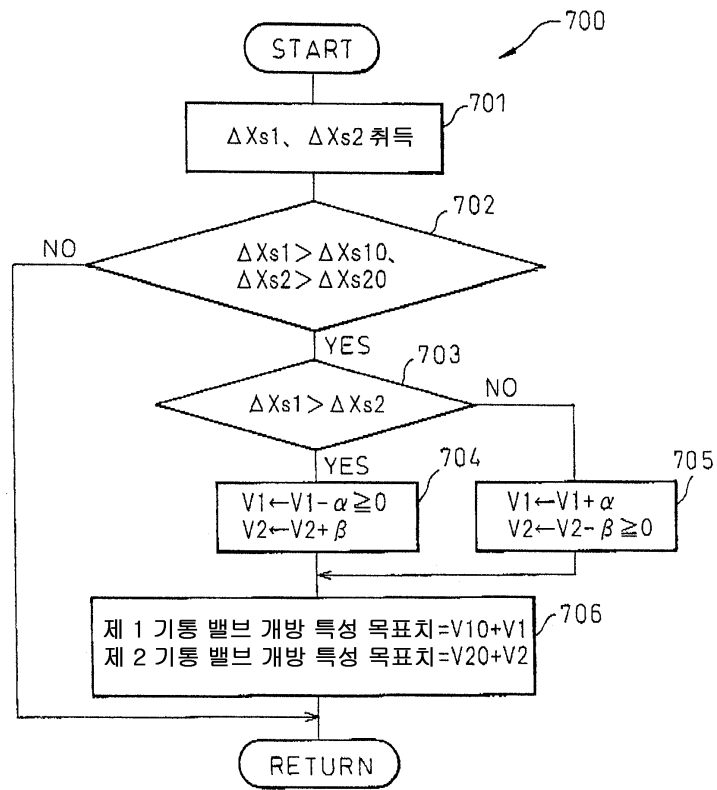 700
START
701
ΔXs1、ΔXs2 취득
702
NO
ΔXs1>ΔXs10、
ΔXs2>ΔXs20
YES
703
NO
ΔXs1>ΔXs2
YES
704
V1←V1-α≧0
V2←V2+β
705
V1←V1+α
V2←V2-β≧0
706
제 1 기통 밸브 개방 특성 목표치=V10+V1
제 2 기통 밸브 개방 특성 목표치=V20+V2
RETURN